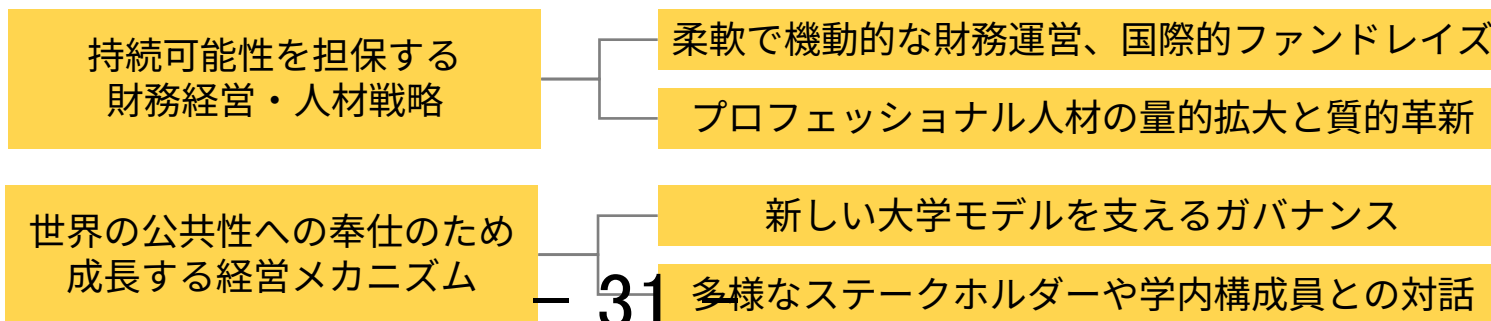 持続可能性を担保する
財務経営・人材戦略
柔軟で機動的な財務運営、国際的ファンドレイズ
プロフェッショナル人材の量的拡大と質的革新
世界の公共性への奉仕のため
成長する経営メカニズム
新しい大学モデルを支えるガバナンス
多様なステークホルダーや学内構成員との対話
− 31 −